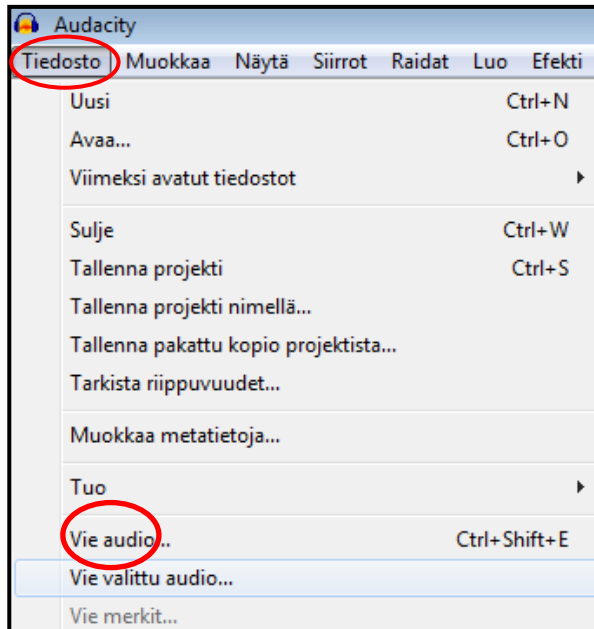 Audacity
Tiedosto Muokkaa Näytä Siirrot Raidat Luo Efekti
Uusi Ctrl+N
Avaa... Ctrl+O
Viimeksi avatut tiedostot
Sulje Ctrl+W
Tallenna projekti Ctrl+S
Tallenna projekti nimellä...
Tallenna pakattu kopio projektista...
Tarkista riippuvuudet...
Muokkaa metatietoja...
Tuo
Vie audio... Ctrl+Shift+E
Vie valittu audio...
Vie merkit...